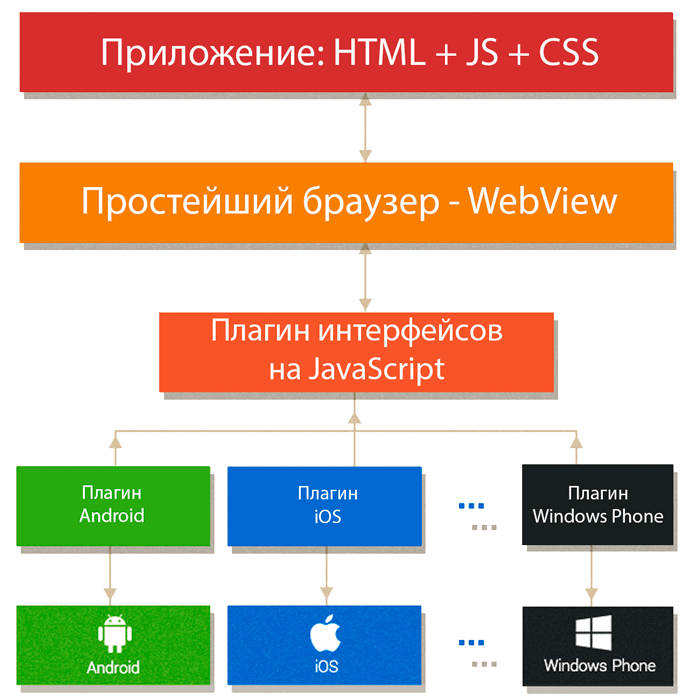 Приложение: HTML + JS + CSS
Простейший браузер - WebView
Плагин интерфейсов
на JavaScript
Плагин
Android
Плагин
iOS
...
...
Плагин
Windows Phone
Android
iOS
...
...
Windows Phone